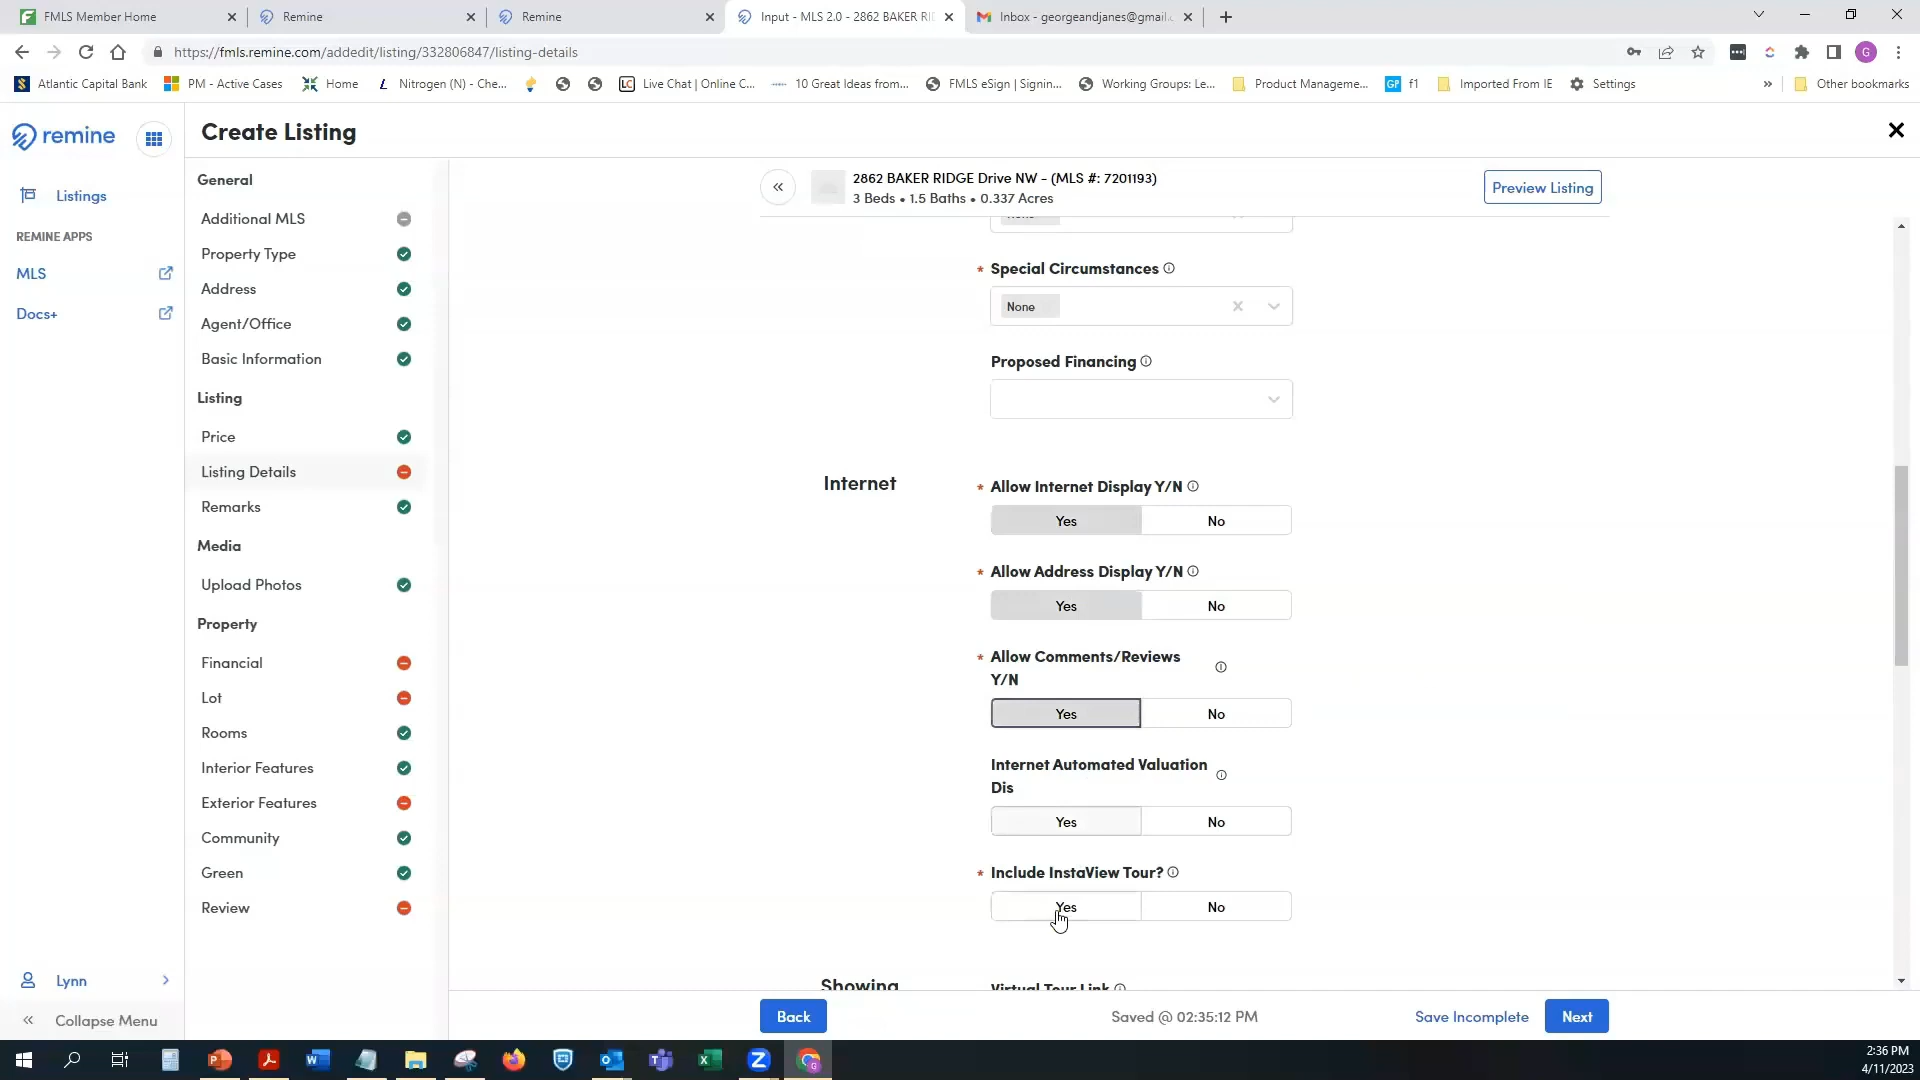 FMLS Member Home
Remine
Remine
Input - MLS 2.0 - 2862 BAKER RI
Inbox - georgeandjanes@gmail.c
https://fmls.remine.com/addedit/listing/332806847/listing-details
Atlantic Capital Bank
PM - Active Cases
Home
Nitrogen (N) - Che...
LC
Live Chat | Online C...
10 Great Ideas from...
FMLS eSign | Signin...
Working Groups: Le...
Product Manageme...
GP
f1
Imported From IE
Settings
»
Other bookmarks
remine
Create Listing
Listings
REMINE APPS
MLS
Docs+
General
Additional MLS
Property Type
Address
Agent/Office
Basic Information
Listing
Price
Listing Details
Remarks
Media
Upload Photos
Property
Financial
Lot
Rooms
Interior Features
Exterior Features
Community
Green
Review
Lynn
Collapse Menu
2862 BAKER RIDGE Drive NW - (MLS #: 7201193)
3 Beds • 1.5 Baths • 0.337 Acres
Preview Listing
* Special Circumstances
None
Proposed Financing
Internet
* Allow Internet Display Y/N
Yes No
* Allow Address Display Y/N
Yes No
* Allow Comments/Reviews
Y/N
Yes No
Internet Automated Valuation
Dis
Yes No
* Include InstaView Tour?
Yes No
Showing
Virtual Tour Link
Back
Saved @ 02:35:12 PM
Save Incomplete
Next
2:36 PM
4/11/2023